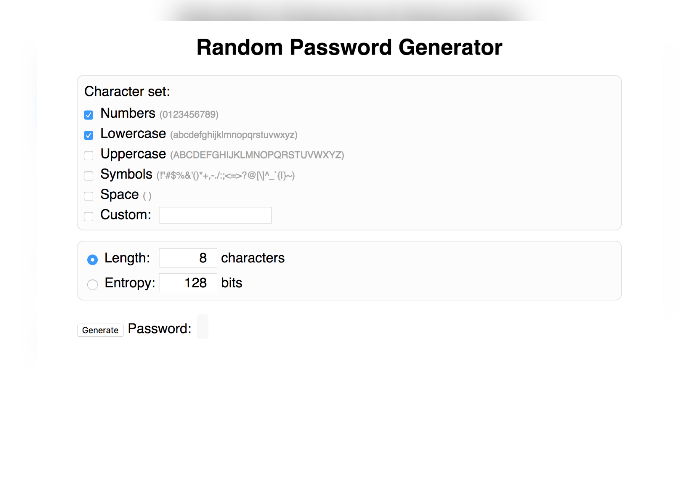 Random Password Generator
Character set:
Numbers (0123456789)
Lowercase (abcdefghijklmnopqrstuvwxyz)
Uppercase (ABCDEFGHIJKLMNOPQRSTUVWXYZ)
Symbols (!"#$%&'()*+,-./:;<=>?@[\]^_`{|}~)
Space ( )
Custom:
Length: 8 characters
Entropy: 128 bits
Generate Password: